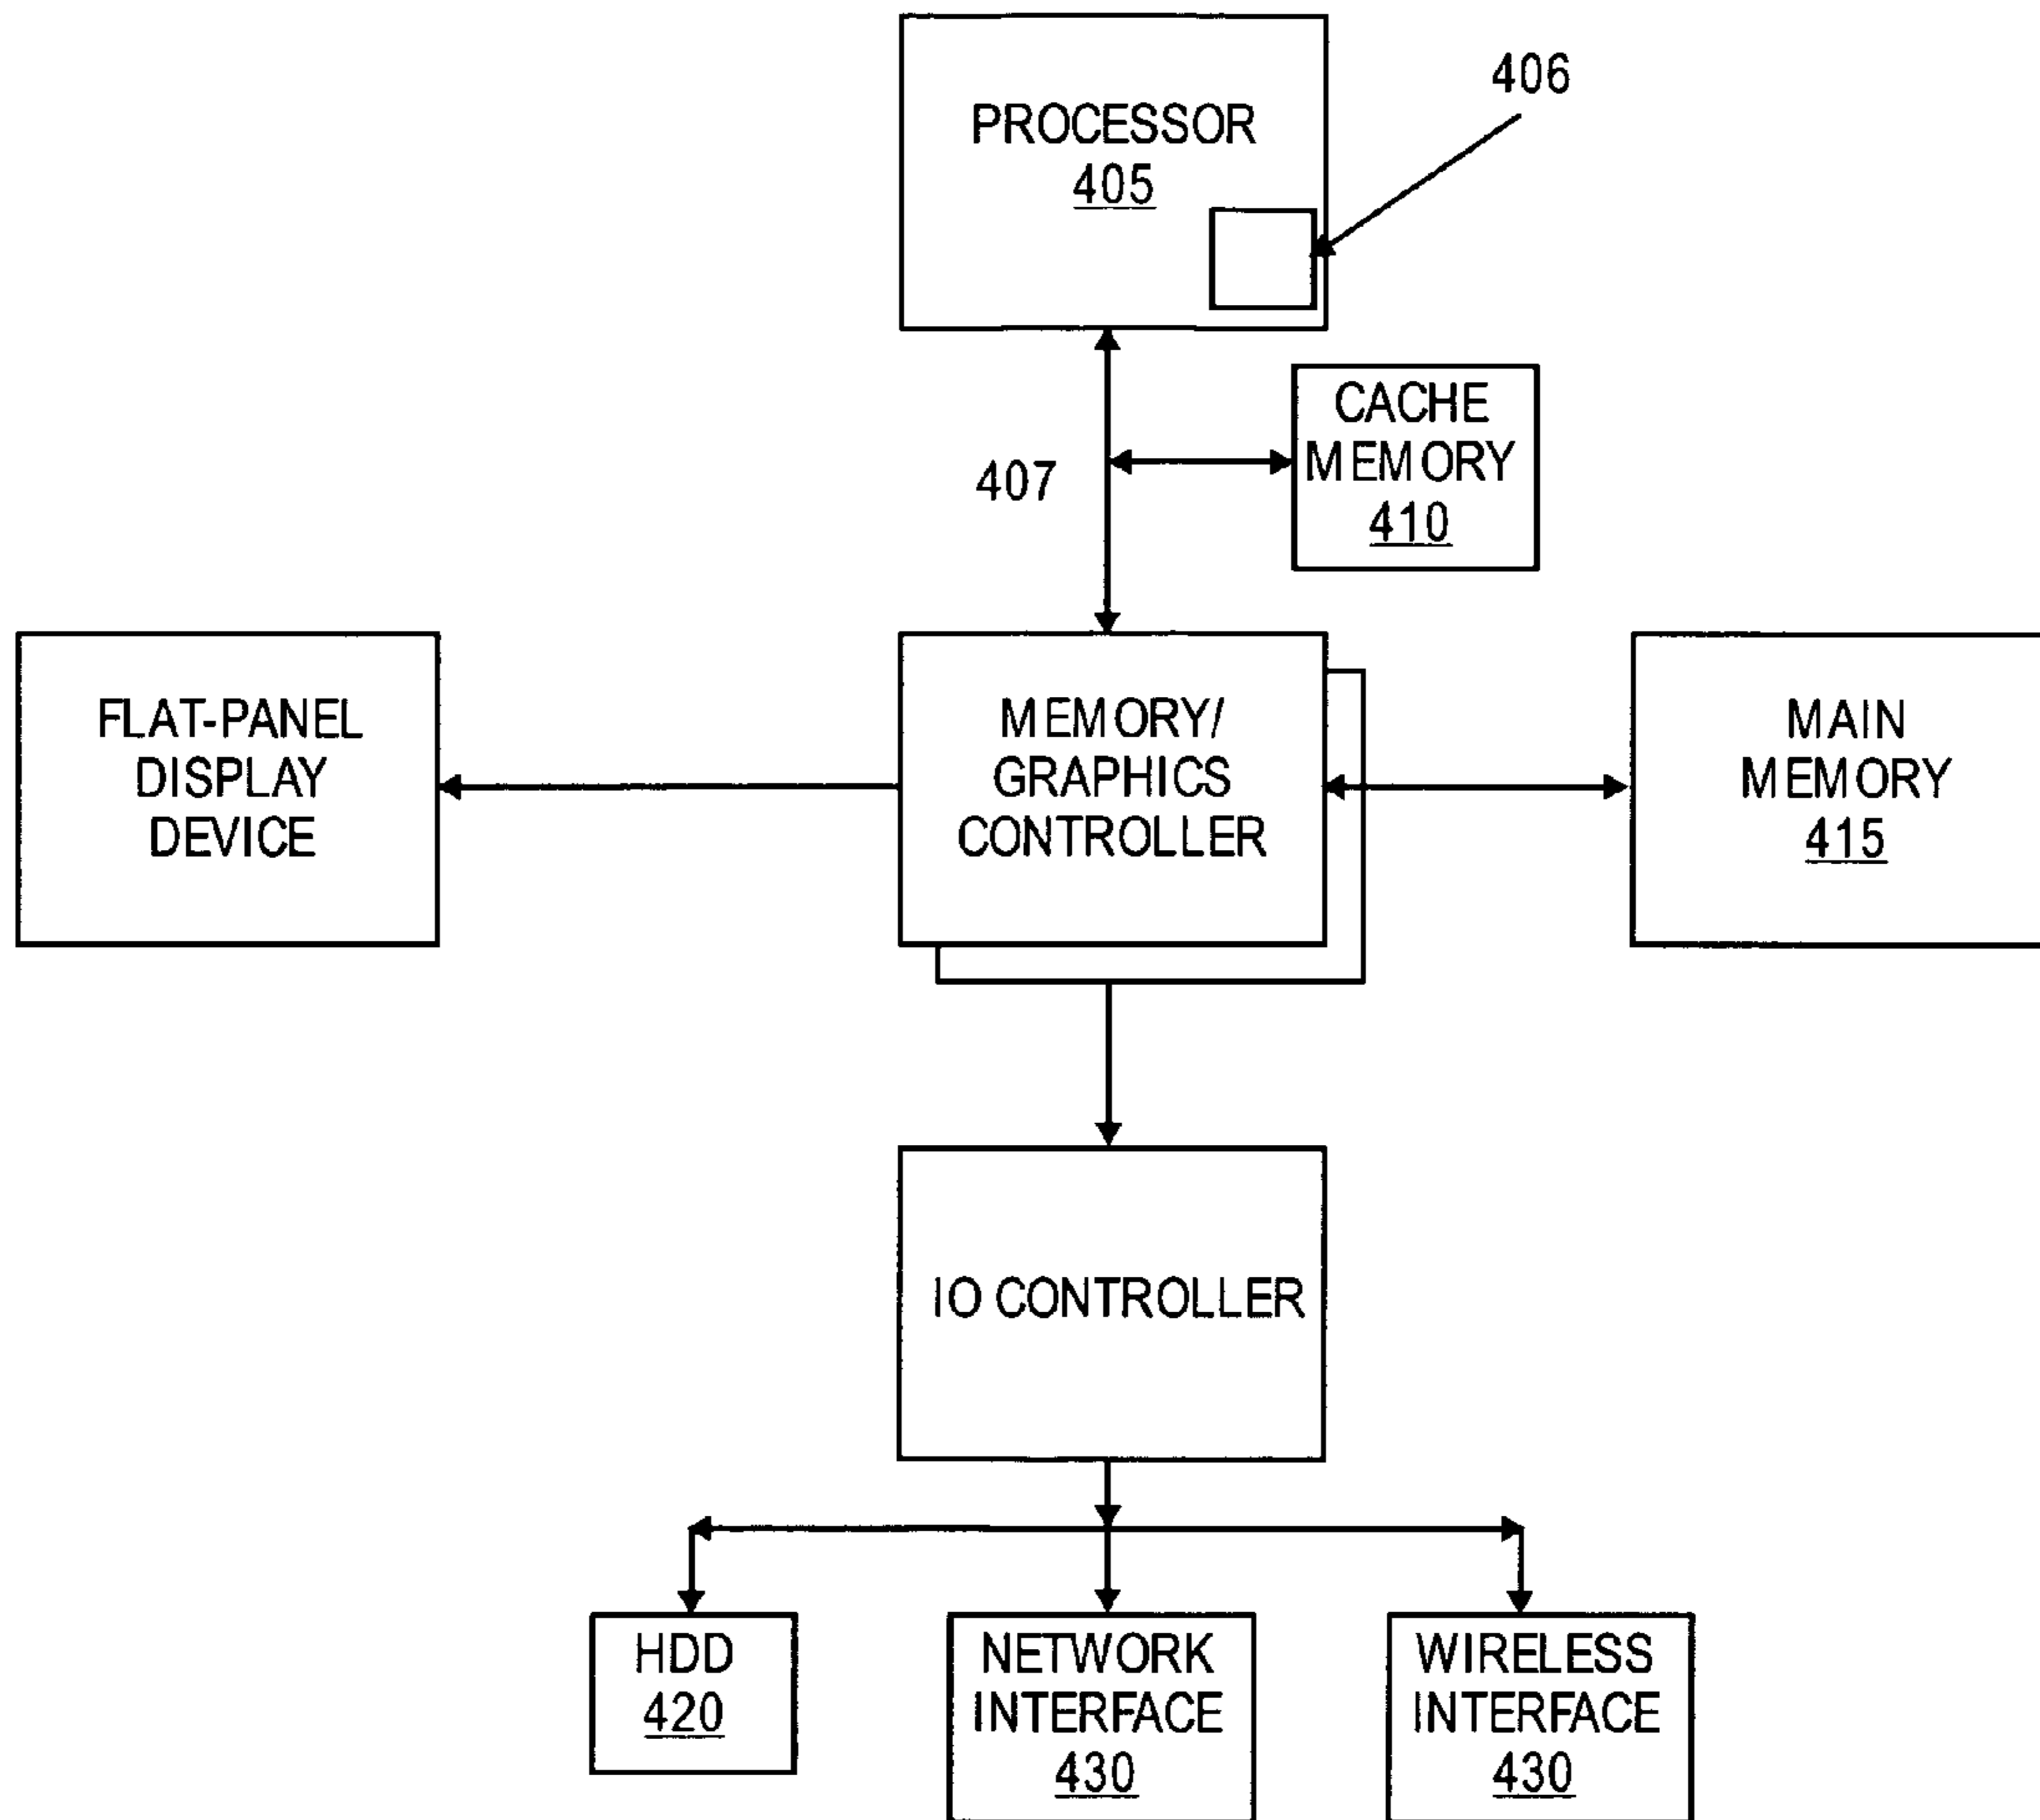 PROCESSOR
405
406
CACHE
MEMORY
410
407
FLAT-PANEL
DISPLAY
DEVICE
MEMORY/
GRAPHICS
CONTROLLER
MAIN
MEMORY
415
IO CONTROLLER
HDD
420
NETWORK
INTERFACE
430
WIRELESS
INTERFACE
430